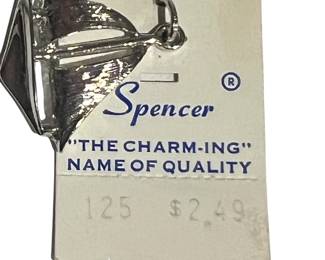 Spencer ®
"THE CHARM-ING"
NAME OF QUALITY
125 $2.49